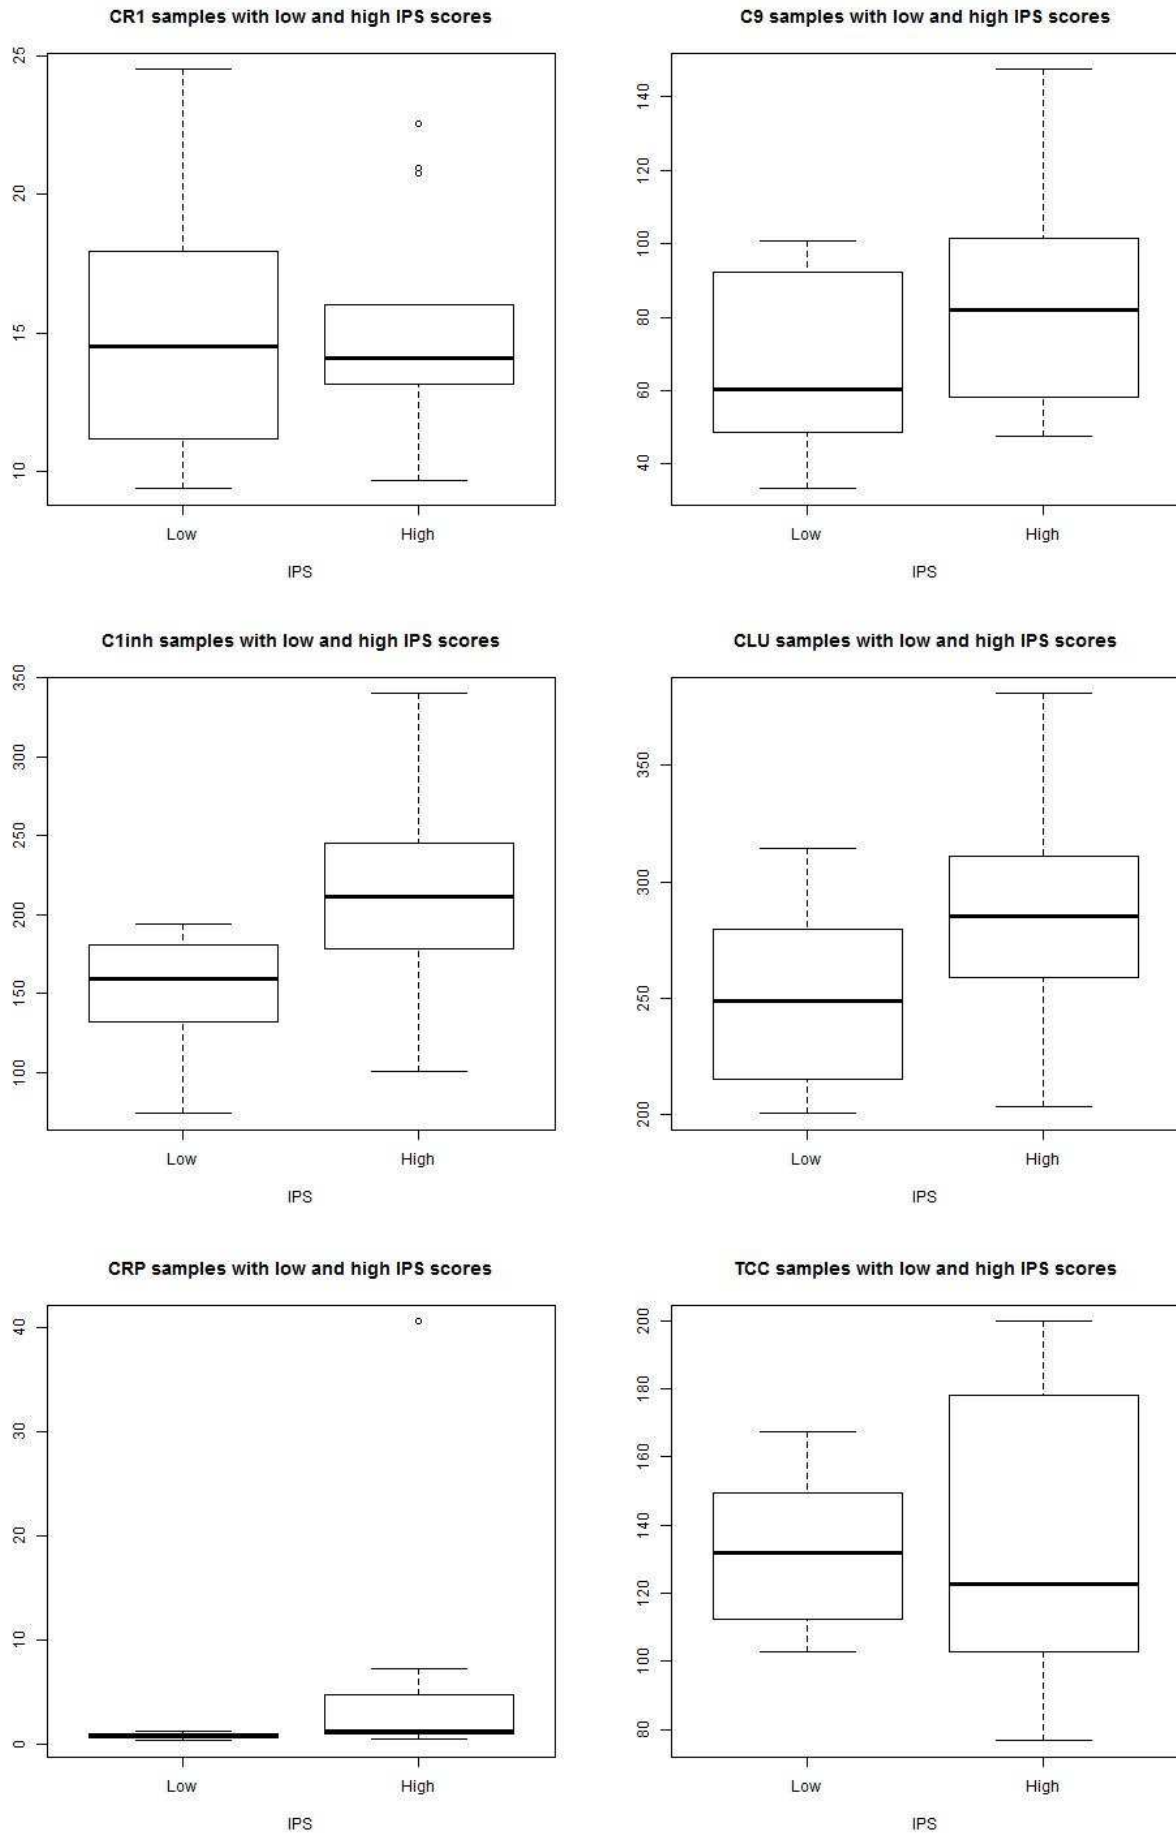 CR1 samples with low and high IPS scores
25
20
15
10
Low High
IPS
C9 samples with low and high IPS scores
140
120
100
80
60
40
Low High
IPS
C1inh samples with low and high IPS scores
350
300
250
200
150
100
Low High
IPS
CLU samples with low and high IPS scores
350
300
250
200
Low High
IPS
CRP samples with low and high IPS scores
40
30
20
10
0
Low High
IPS
TCC samples with low and high IPS scores
200
180
160
140
120
100
80
Low High
IPS